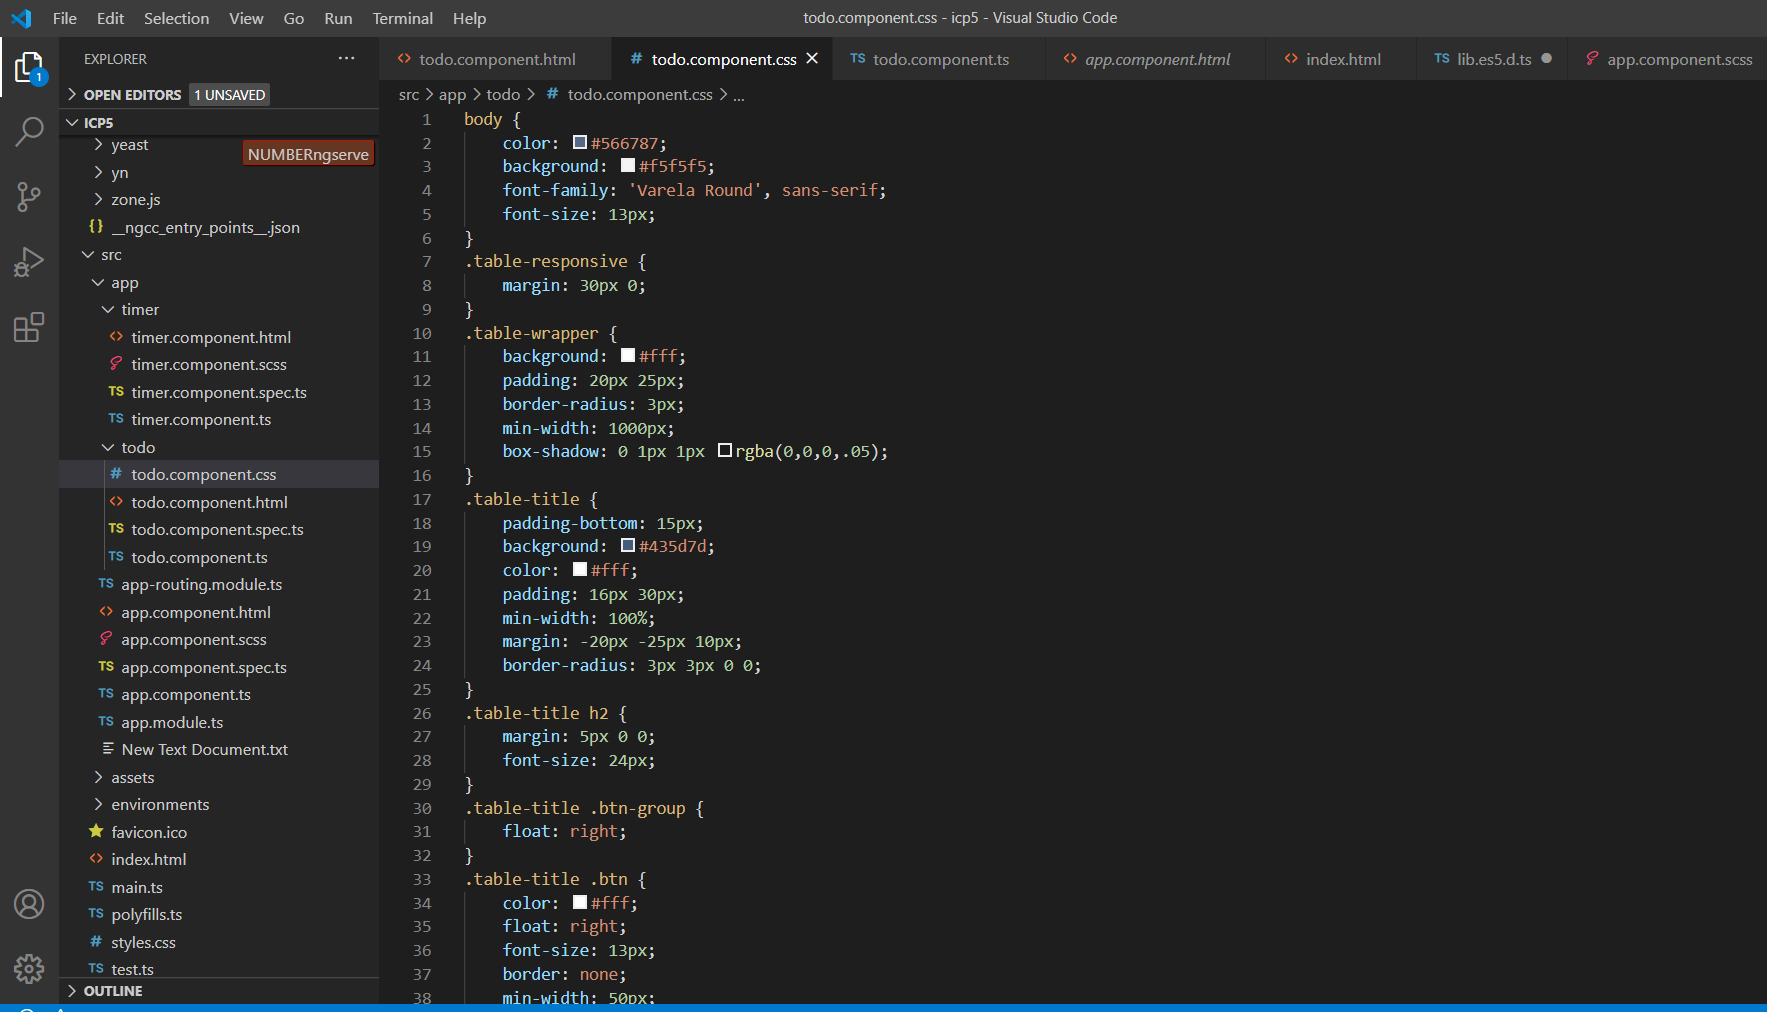 File Edit Selection View Go Run Terminal Help
todo.component.css - icp5 - Visual Studio Code
EXPLORER ...
1
OPEN EDITORS 1 UNSAVED
ICP5
NUMBERngserve
yeast
yn
zone.js
{} __ngcc_entry_points__.json
src
app
timer
<> timer.component.html
timer.component.scss
TS timer.component.spec.ts
TS timer.component.ts
todo
# todo.component.css
<> todo.component.html
TS todo.component.spec.ts
TS todo.component.ts
TS app-routing.module.ts
<> app.component.html
app.component.scss
TS app.component.spec.ts
TS app.component.ts
TS app.module.ts
New Text Document.txt
assets
environments
favicon.ico
<> index.html
TS main.ts
TS polyfills.ts
# styles.css
TS test.ts
OUTLINE
<> todo.component.html # todo.component.css × TS todo.component.ts <> app.component.html <> index.html TS lib.es5.d.ts ● app.component.scss
src > app > todo > # todo.component.css > ...
1 body {
2 color: #566787;
3 background: #f5f5f5;
4 font-family: 'Varela Round', sans-serif;
5 font-size: 13px;
6 }
7 .table-responsive {
8 margin: 30px 0;
9 }
10 .table-wrapper {
11 background: #fff;
12 padding: 20px 25px;
13 border-radius: 3px;
14 min-width: 1000px;
15 box-shadow: 0 1px 1px rgba(0,0,0,.05);
16 }
17 .table-title {
18 padding-bottom: 15px;
19 background: #435d7d;
20 color: #fff;
21 padding: 16px 30px;
22 min-width: 100%;
23 margin: -20px -25px 10px;
24 border-radius: 3px 3px 0 0;
25 }
26 .table-title h2 {
27 margin: 5px 0 0;
28 font-size: 24px;
29 }
30 .table-title .btn-group {
31 float: right;
32 }
33 .table-title .btn {
34 color: #fff;
35 float: right;
36 font-size: 13px;
37 border: none;
38 min-width: 50px;